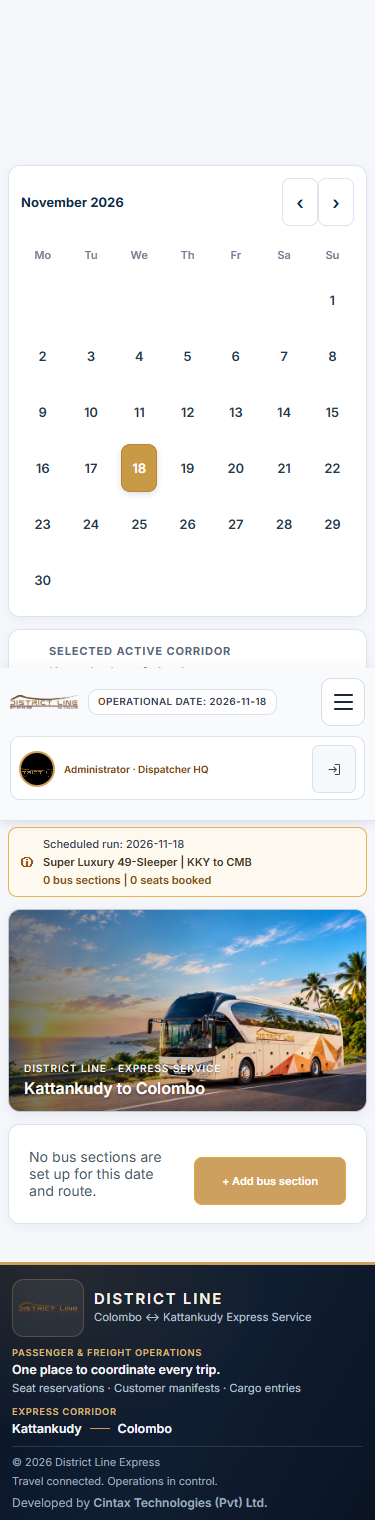 November 2026
‹ ›
Mo Tu We Th Fr Sa Su
1
2 3 4 5 6 7 8
9 10 11 12 13 14 15
16 17 18 19 20 21 22
23 24 25 26 27 28 29
30
SELECTED ACTIVE CORRIDOR
DISTRICT LINE
OPERATIONAL DATE: 2026-11-18
Administrator · Dispatcher HQ
Scheduled run: 2026-11-18
Super Luxury 49-Sleeper | KKY to CMB
0 bus sections | 0 seats booked
DISTRICT LINE · EXPRESS SERVICE
Kattankudy to Colombo
No bus sections are
set up for this date
and route.
+ Add bus section
DISTRICT LINE
DISTRICT LINE
Colombo ↔ Kattankudy Express Service
PASSENGER & FREIGHT OPERATIONS
One place to coordinate every trip.
Seat reservations · Customer manifests · Cargo entries
EXPRESS CORRIDOR
Kattankudy — Colombo
© 2026 District Line Express
Travel connected. Operations in control.
Developed by Cintax Technologies (Pvt) Ltd.